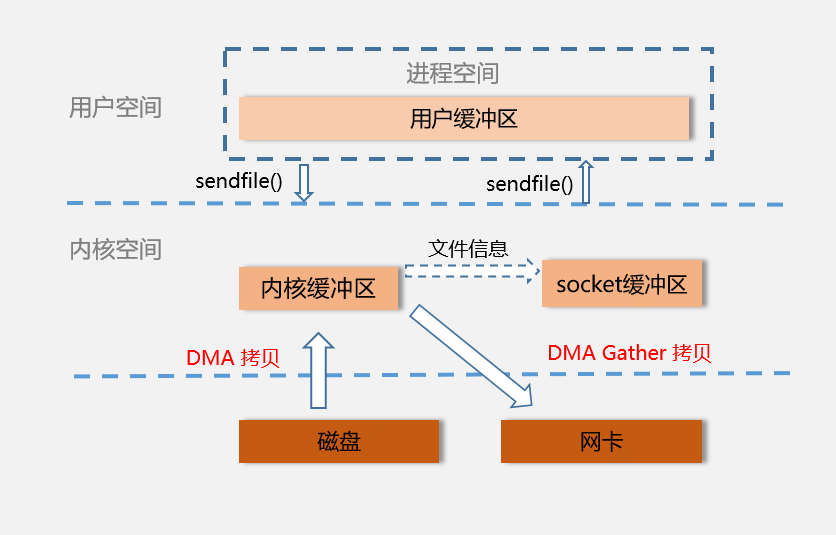 进程空间
用户空间
用户缓冲区
sendfile()
sendfile()
内核空间
文件信息
内核缓冲区
socket缓冲区
DMA 拷贝
DMA Gather 拷贝
磁盘
网卡